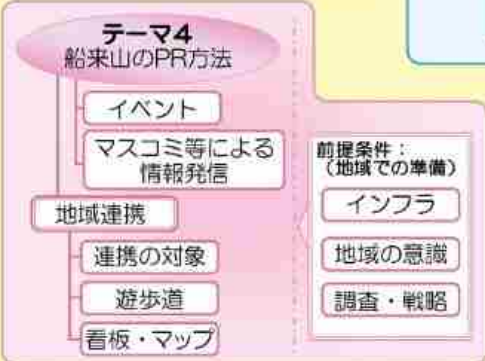 テーマ4
船来山のPR方法
イベント
マスコミ等による
情報発信
地域連携
連携の対象
遊歩道
看板・マップ
前提条件：
（地域での準備）
インフラ
地域の意識
調査・戦略